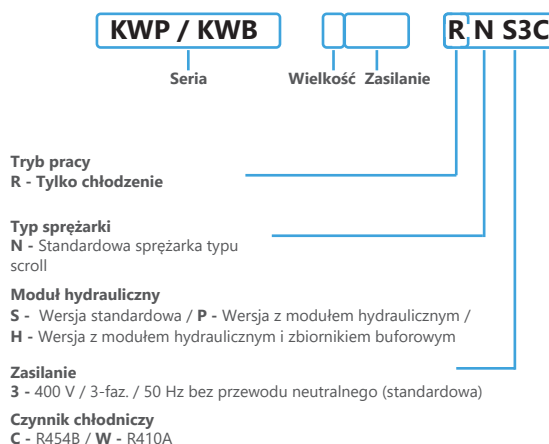 KWP / KWB R N S3C
Seria Wielkość Zasilanie
Tryb pracy
R - Tylko chłodzenie
Typ sprężarki
N - Standardowa sprężarka typu
scroll
Moduł hydrauliczny
S - Wersja standardowa / P - Wersja z modułem hydraulicznym /
H - Wersja z modułem hydraulicznym i zbiornikiem buforowym
Zasilanie
3 - 400 V / 3-faz. / 50 Hz bez przewodu neutralnego (standardowa)
Czynnik chłodniczy
C - R454B / W - R410A